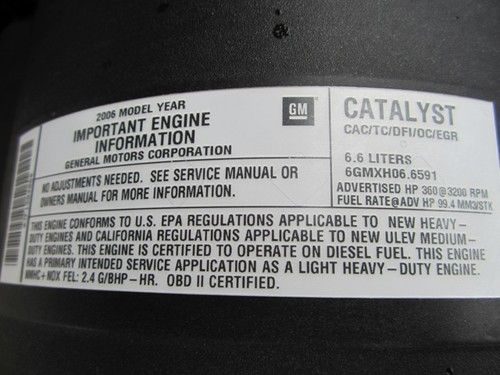 2006 MODEL YEAR
IMPORTANT ENGINE
INFORMATION
GENERAL MOTORS CORPORATION
GM
NO ADJUSTMENTS NEEDED. SEE SERVICE MANUAL OR
OWNERS MANUAL FOR MORE INFORMATION.
CATALYST
CAC/TC/DFI/OC/EGR
6.6 LITERS
6GMXH06.6591
ADVERTISED HP 360@3200 RPM
FUEL RATE@ADV HP 99.4 MM3/STK
THIS ENGINE CONFORMS TO U.S. EPA REGULATIONS APPLICABLE TO NEW HEAVY-
DUTY ENGINES AND CALIFORNIA REGULATIONS APPLICABLE TO NEW ULEV MEDIUM-
DUTY ENGINES. THIS ENGINE IS CERTIFIED TO OPERATE ON DIESEL FUEL. THIS ENGINE
HAS A PRIMARY INTENDED SERVICE APPLICATION AS A LIGHT HEAVY-DUTY ENGINE.
NMHC+NOX FEL: 2.4 G/BHP-HR. OBD II CERTIFIED.